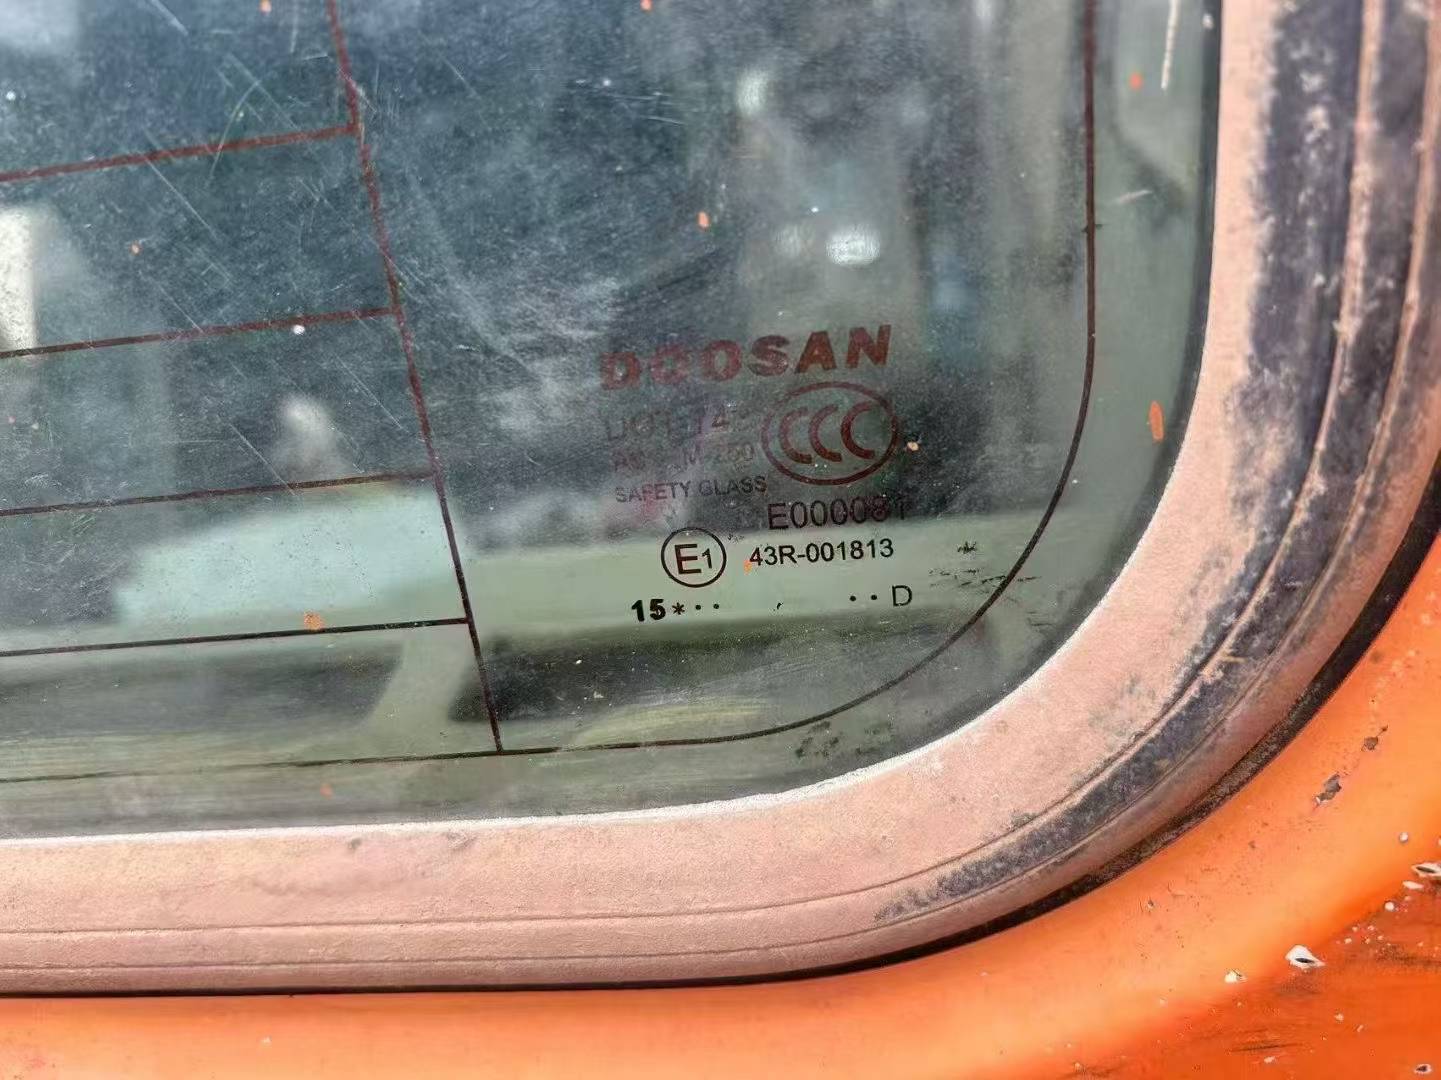 DOOSAN
CCC
SAFETY GLASS
E000081
E1 43R-001813
15*·· ··D